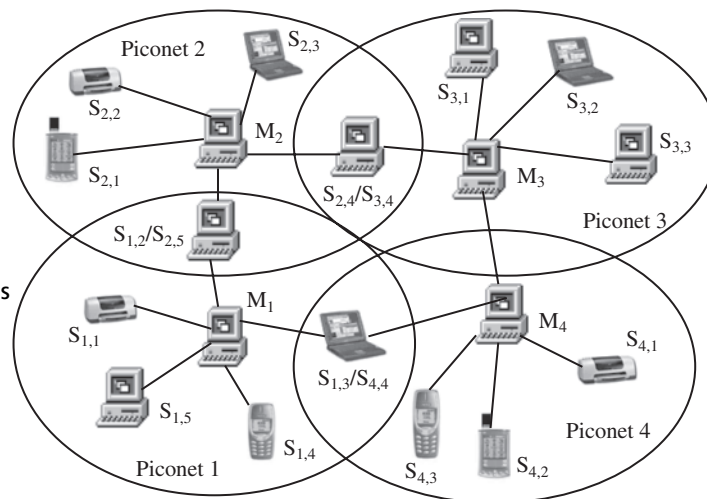 Piconet 2
S2,3
S2,2
M2
S2,1
S3,1
S3,2
S3,3
M3
S2,4/S3,4
Piconet 3
S1,2/S2,5
s
S1,1
M1
S1,3/S4,4
M4
S4,1
S1,5
S1,4
Piconet 1
S4,3
S4,2
Piconet 4